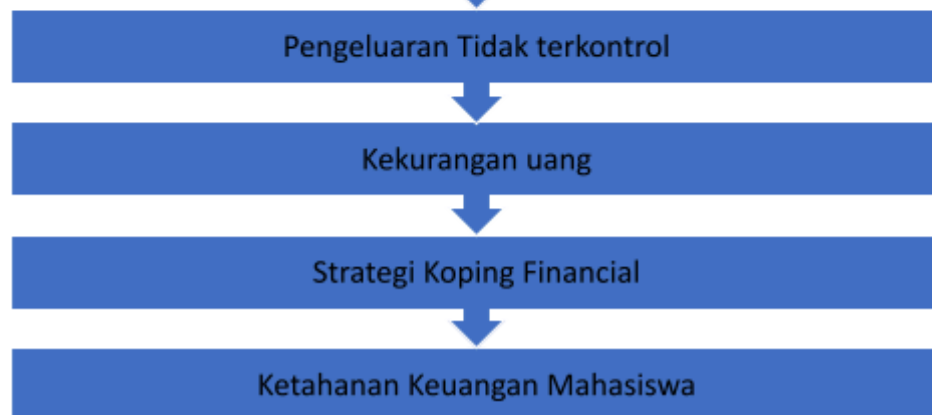 Pengeluaran Tidak terkontrol
Kekurangan uang
Strategi Koping Financial
Ketahanan Keuangan Mahasiswa